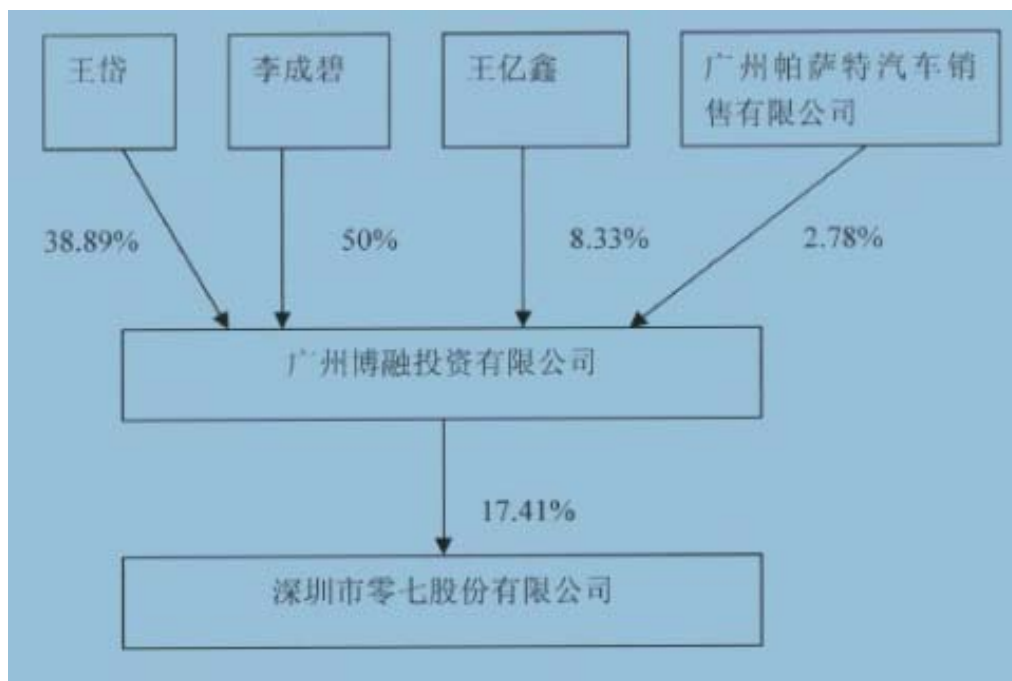 王岱
李成碧
王亿鑫
广州帕萨特汽车销
售有限公司
38.89%
50%
8.33%
2.78%
广州博融投资有限公司
17.41%
深圳市零七股份有限公司